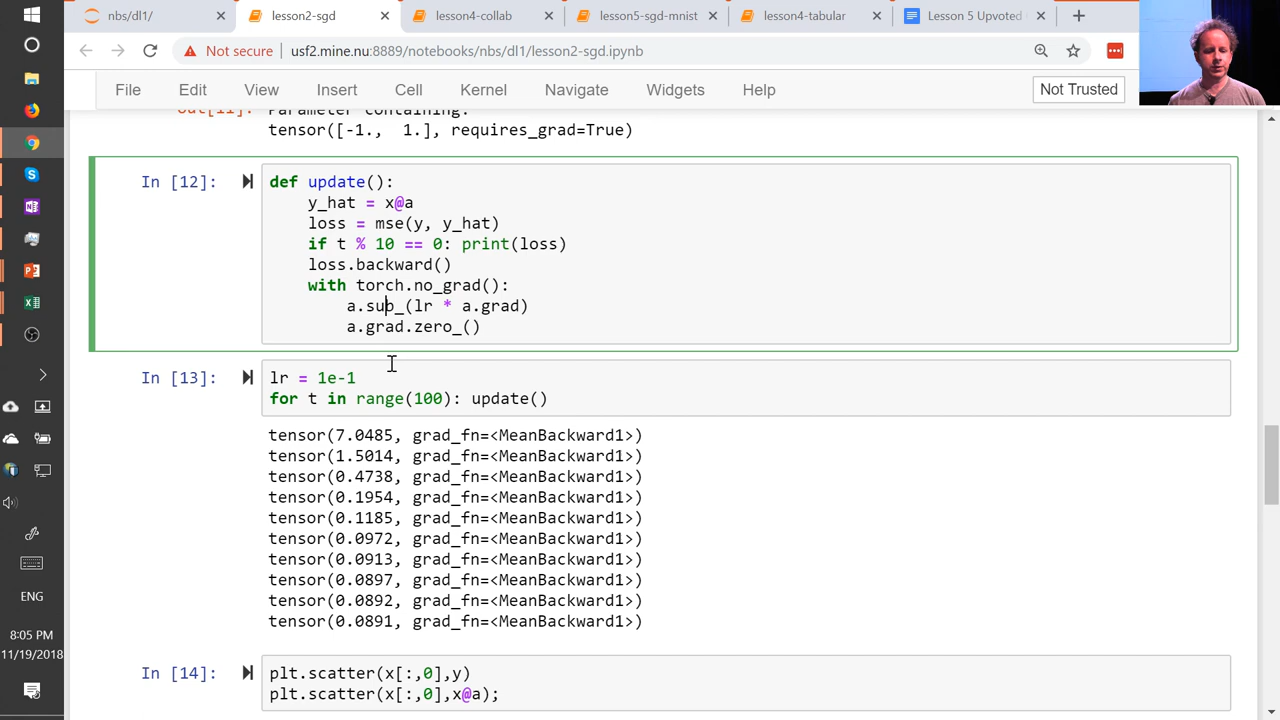 nbs/dl1/
lesson2-sgd
lesson4-collab
lesson5-sgd-mnist
lesson4-tabular
Lesson 5 Upvoted
Not secure
usf2.mine.nu:8889/notebooks/nbs/dl1/lesson2-sgd.ipynb
File Edit View Insert Cell Kernel Navigate Widgets Help
Not Trusted
Out[11]: Parameter containing:
tensor([-1., 1.], requires_grad=True)
In [12]:
def update():
y_hat = x@a
loss = mse(y, y_hat)
if t % 10 == 0: print(loss)
loss.backward()
with torch.no_grad():
a.sub_(lr * a.grad)
a.grad.zero_()
In [13]:
lr = 1e-1
for t in range(100): update()
tensor(7.0485, grad_fn=<MeanBackward1>)
tensor(1.5014, grad_fn=<MeanBackward1>)
tensor(0.4738, grad_fn=<MeanBackward1>)
tensor(0.1954, grad_fn=<MeanBackward1>)
tensor(0.1185, grad_fn=<MeanBackward1>)
tensor(0.0972, grad_fn=<MeanBackward1>)
tensor(0.0913, grad_fn=<MeanBackward1>)
tensor(0.0897, grad_fn=<MeanBackward1>)
tensor(0.0892, grad_fn=<MeanBackward1>)
tensor(0.0891, grad_fn=<MeanBackward1>)
In [14]:
plt.scatter(x[:,0],y)
plt.scatter(x[:,0],x@a);
ENG
8:05 PM
11/19/2018